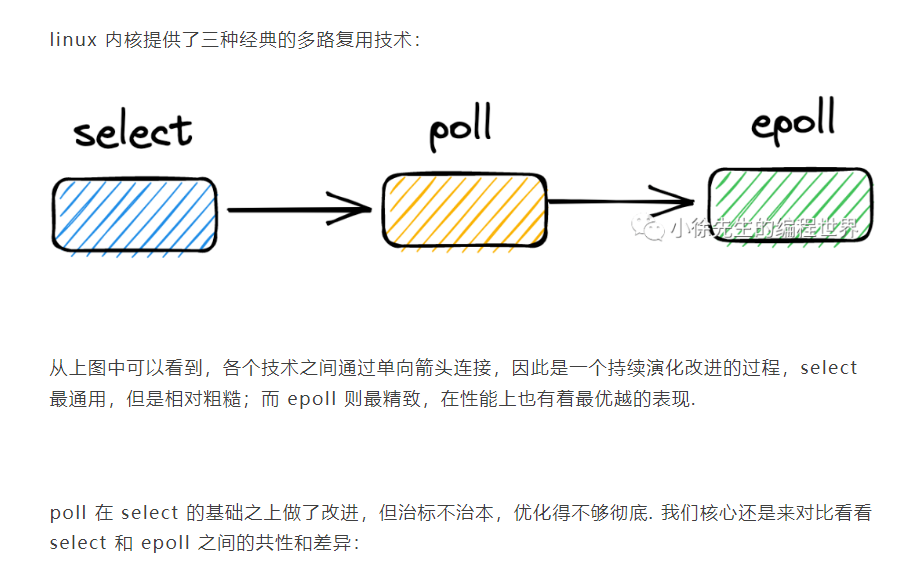 linux 内核提供了三种经典的多路复用技术：
select
poll
epoll
小徐先生的编程世界
从上图中可以看到，各个技术之间通过单向箭头连接，因此是一个持续演化改进的过程，select
最通用，但是相对粗糙；而 epoll 则最精致，在性能上也有着最优越的表现.
poll 在 select 的基础之上做了改进，但治标不治本，优化得不够彻底. 我们核心还是来对比看看
select 和 epoll 之间的共性和差异：